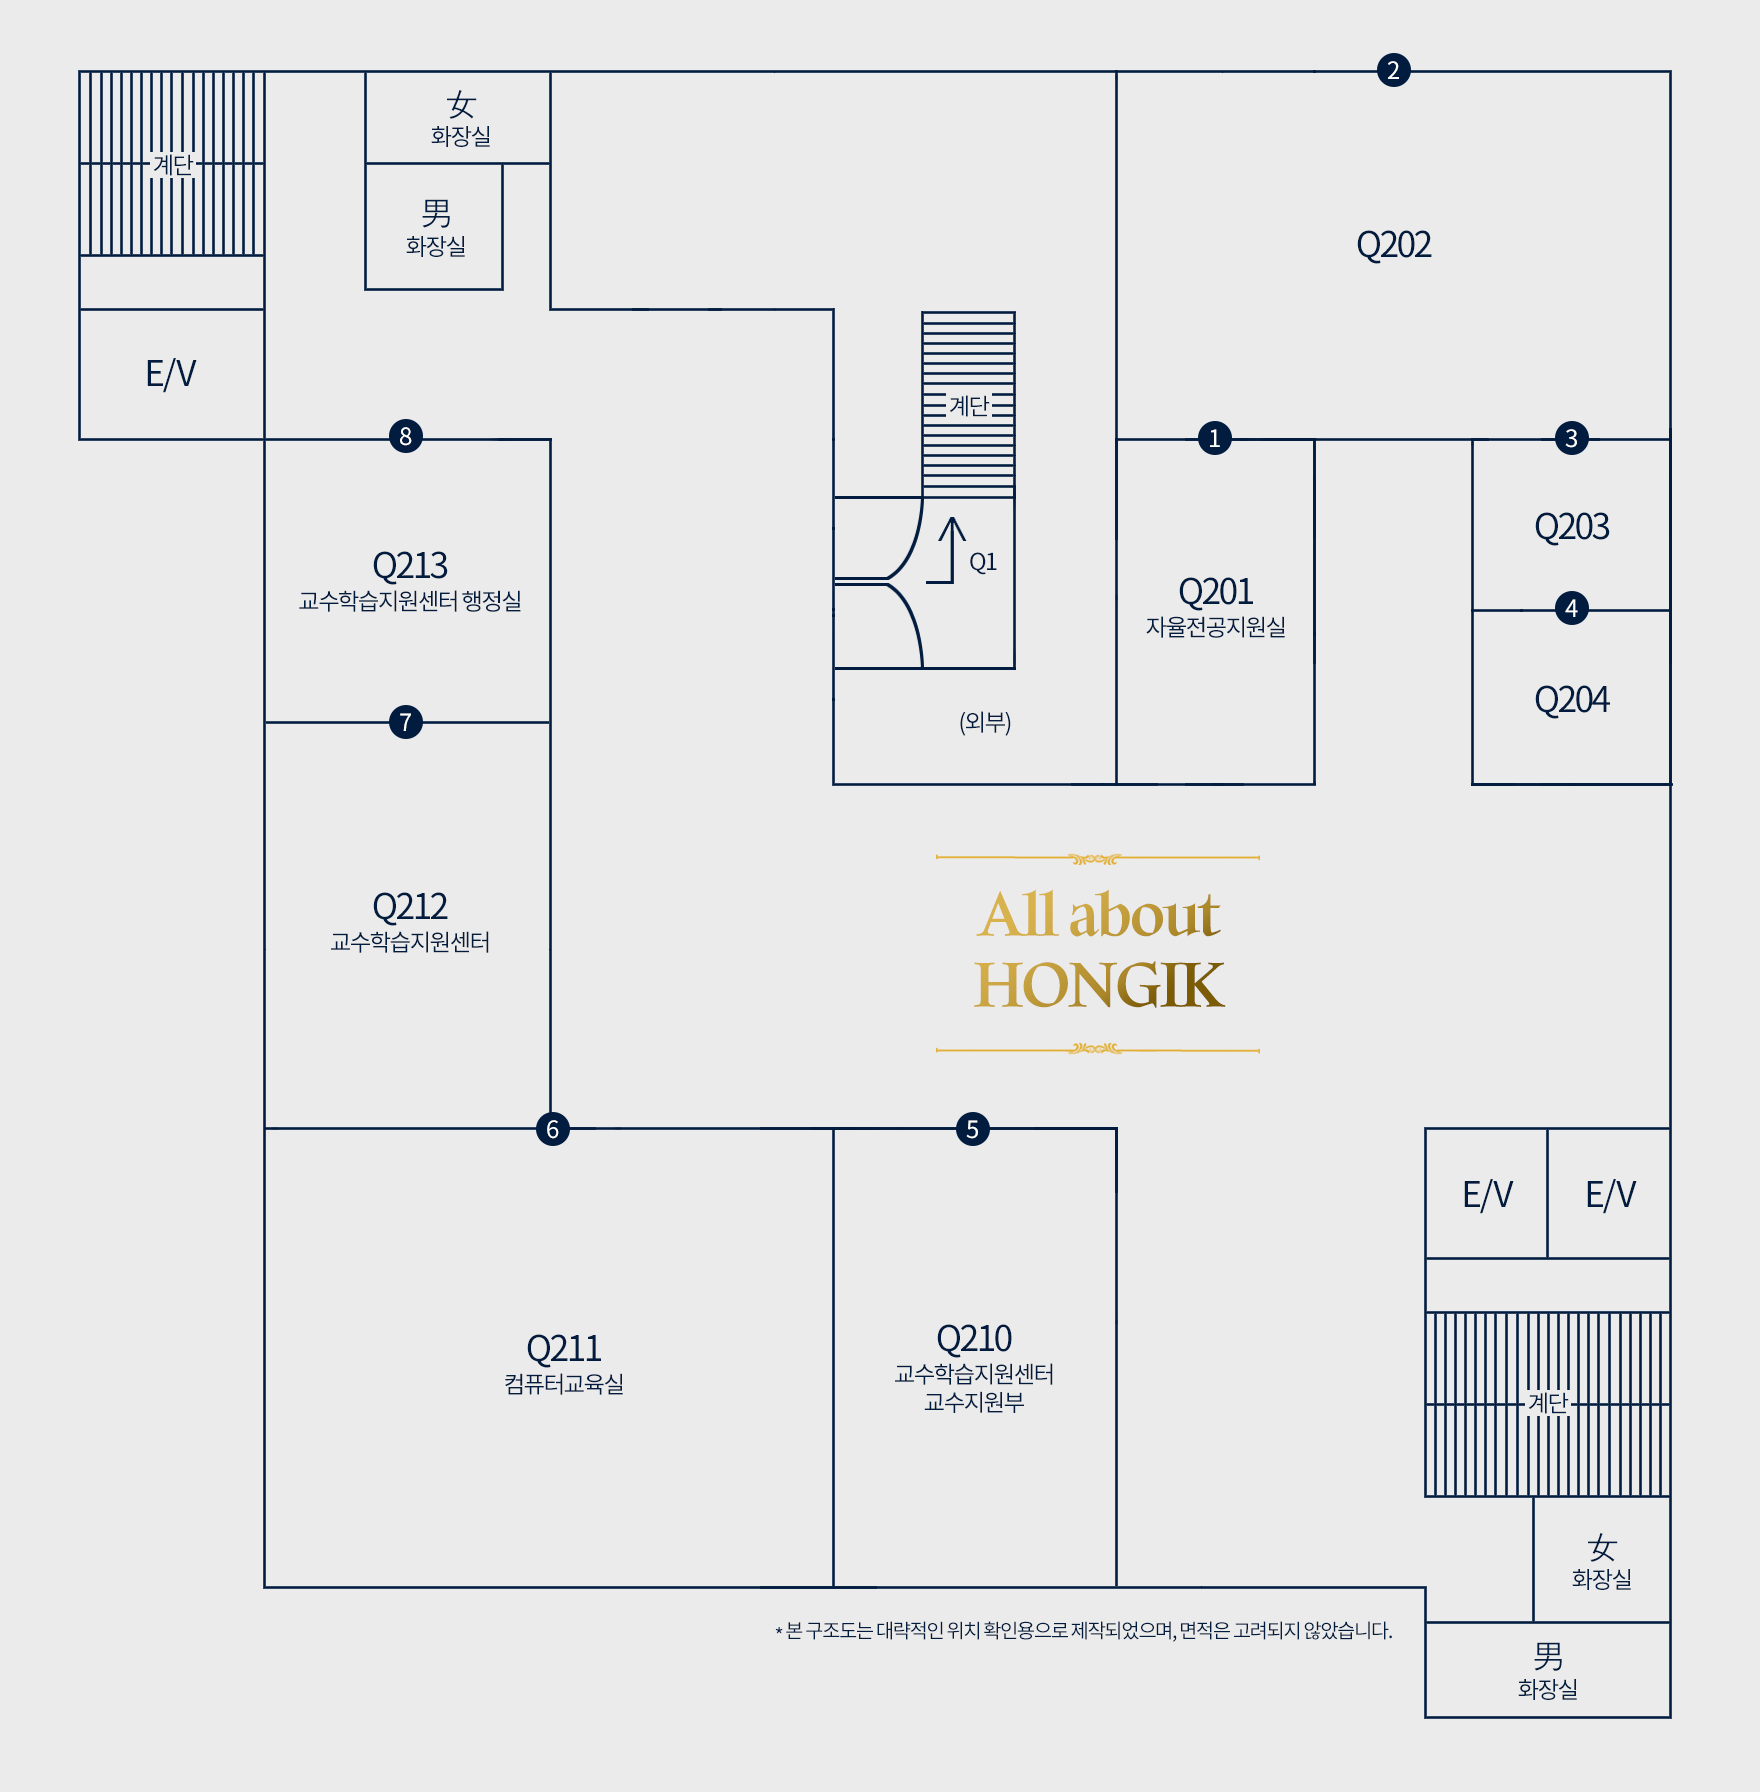 2
女
화장실
계단
男
화장실
Q202
E/V
계단
8
1
3
Q213
교수학습지원센터 행정실
Q1
Q201
자율전공지원실
Q203
4
Q204
7
(외부)
Q212
교수학습지원센터
All about
HONGIK
6
5
E/V
E/V
Q211
컴퓨터교육실
Q210
교수학습지원센터
교수지원부
계단
女
화장실
* 본 구조도는 대략적인 위치 확인용으로 제작되었으며, 면적은 고려되지 않았습니다.
男
화장실